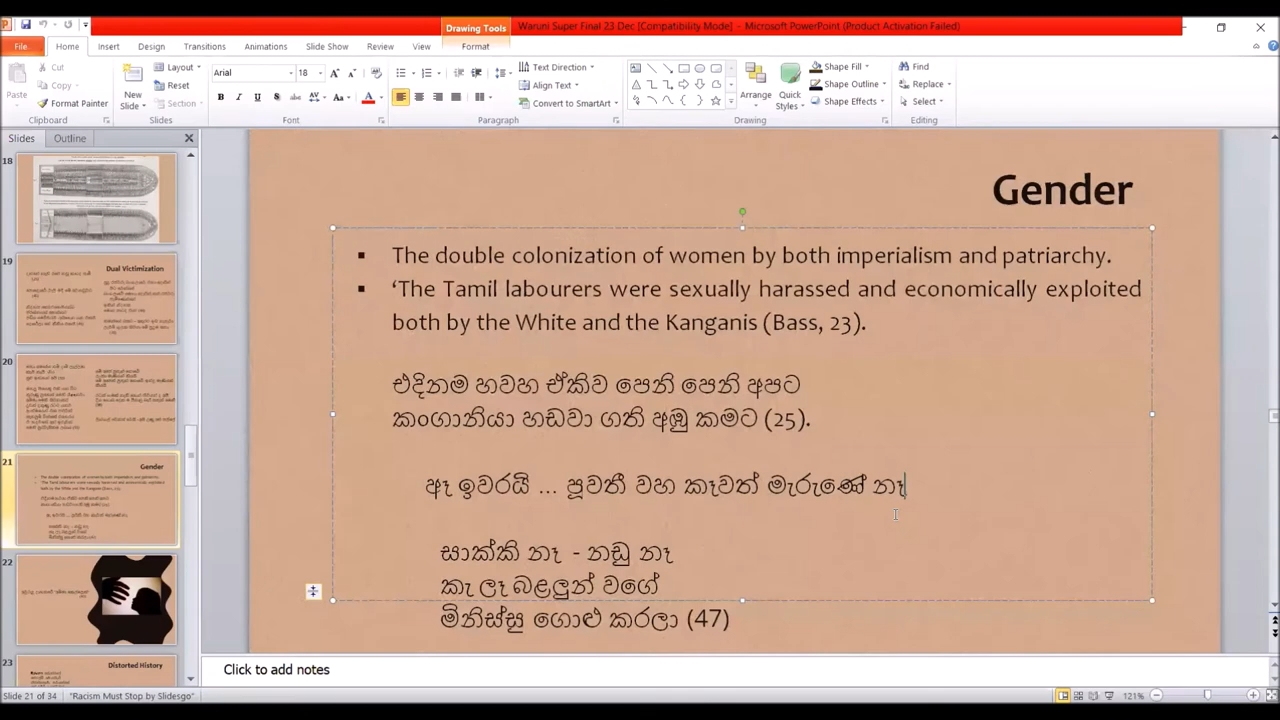 Waruni Super Final 23 Dec [Compatibility Mode] - Microsoft PowerPoint (Product Activation Failed)
Drawing Tools
File Home Insert Design Transitions Animations Slide Show Review View Format
Cut
Copy
Format Painter
Paste
Clipboard
New Slide
Layout
Reset
Section
Slides
Arial 18
Font
Text Direction
Align Text
Convert to SmartArt
Paragraph
Arrange
Quick Styles
Shape Fill
Shape Outline
Shape Effects
Drawing
Find
Replace
Select
Editing
Slides Outline
18
19
Dual Victimization
20
21
Gender
22
23
Distorted History
Gender
▪ The double colonization of women by both imperialism and patriarchy.
▪ ‘The Tamil labourers were sexually harassed and economically exploited
both by the White and the Kanganis (Bass, 23).
එදිනම හවහ ඒකිව පෙනි පෙනි අපට
කංගානියා හඬවා ගති අඹු කමට (25).
ඈ ඉවරයි ... පූවතී වහ කෑවත් මැරුණේ නෑ
සාක්කි නෑ - නඩු නෑ
කැ ලෑ බළලුන් වගේ
මිනිස්සු ගොළු කරලා (47)
Click to add notes
Slide 21 of 34 "Racism Must Stop by Slidesgo" 121%